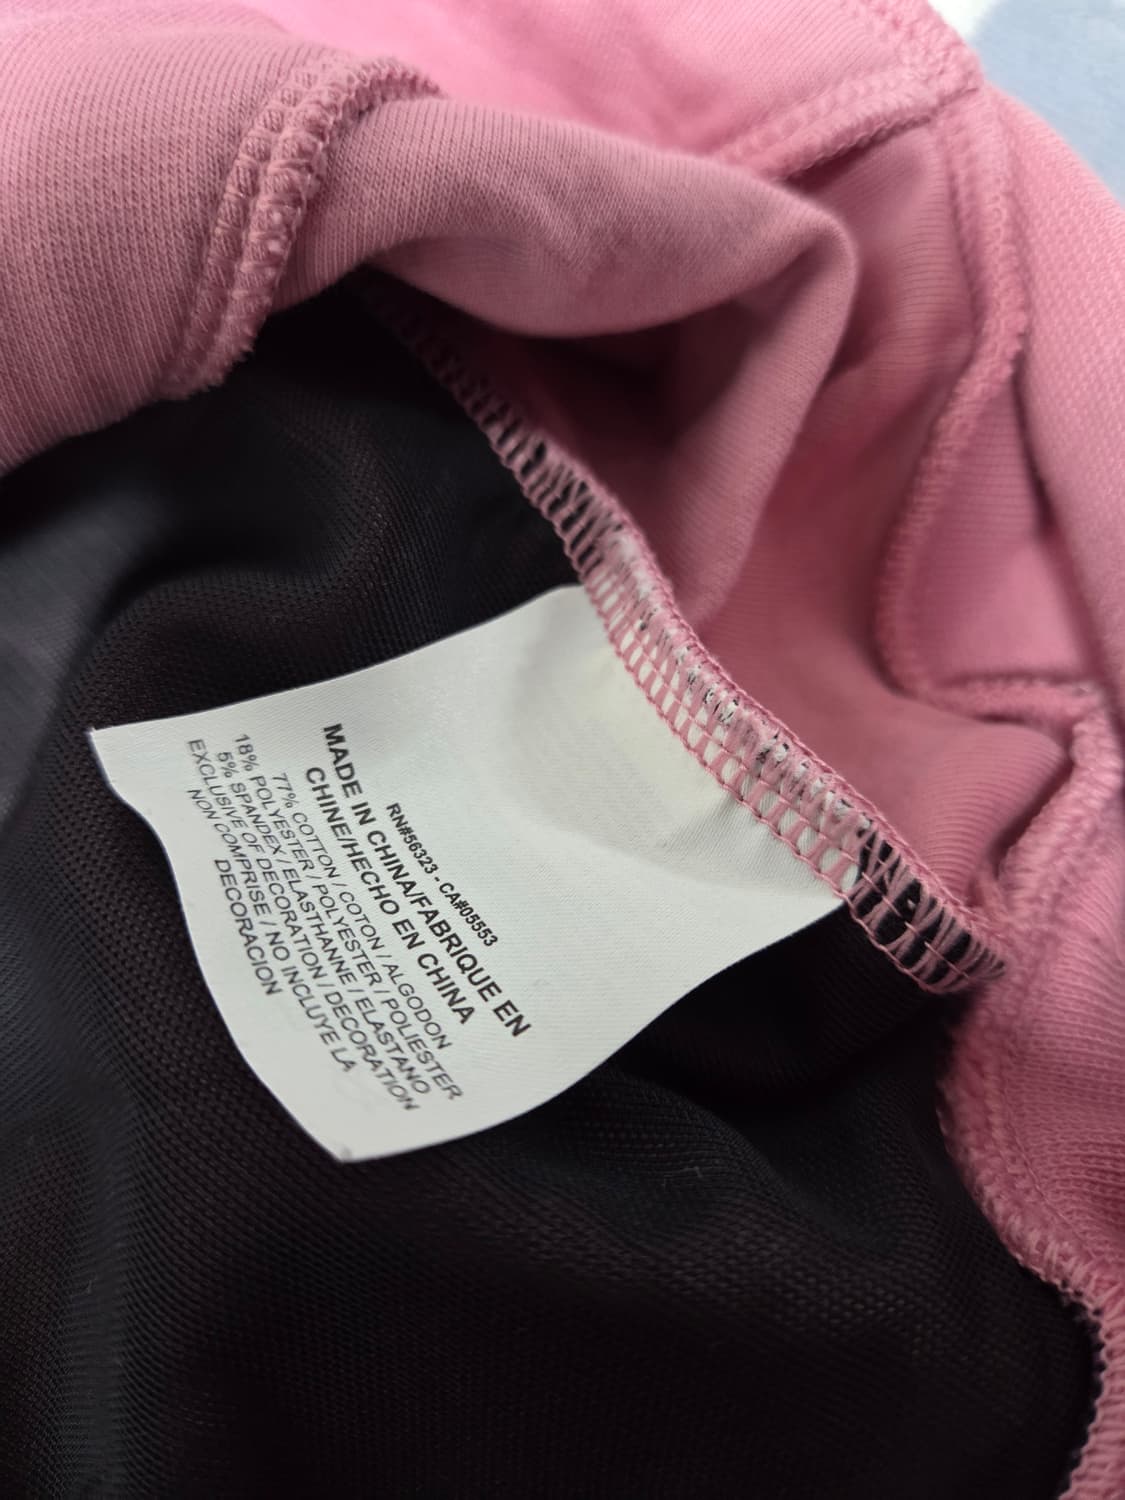 RN#56323 - CA#05553
MADE IN CHINA/FABRIQUE EN
CHINE/HECHO EN CHINA
77% COTTON / COTON / ALGODON
18% POLYESTER / POLYESTER / POLIESTER
5% SPANDEX / ELASTHANNE / ELASTANO
EXCLUSIVE OF DECORATION / DECORATION
NON COMPRISE / NO INCLUYE LA
DECORACION